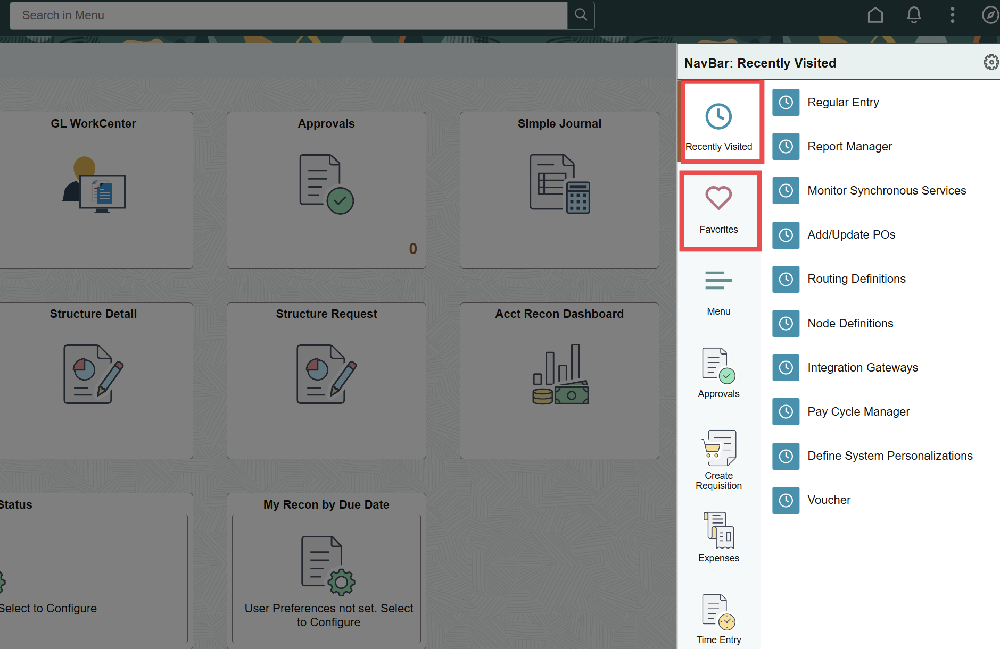 Search in Menu
NavBar: Recently Visited
GL WorkCenter
Approvals
0
Simple Journal
Structure Detail
Structure Request
Acct Recon Dashboard
Status
Select to Configure
My Recon by Due Date
User Preferences not set. Select
to Configure
Recently Visited
Favorites
Menu
Approvals
Create
Requisition
Expenses
Time Entry
Regular Entry
Report Manager
Monitor Synchronous Services
Add/Update POs
Routing Definitions
Node Definitions
Integration Gateways
Pay Cycle Manager
Define System Personalizations
Voucher